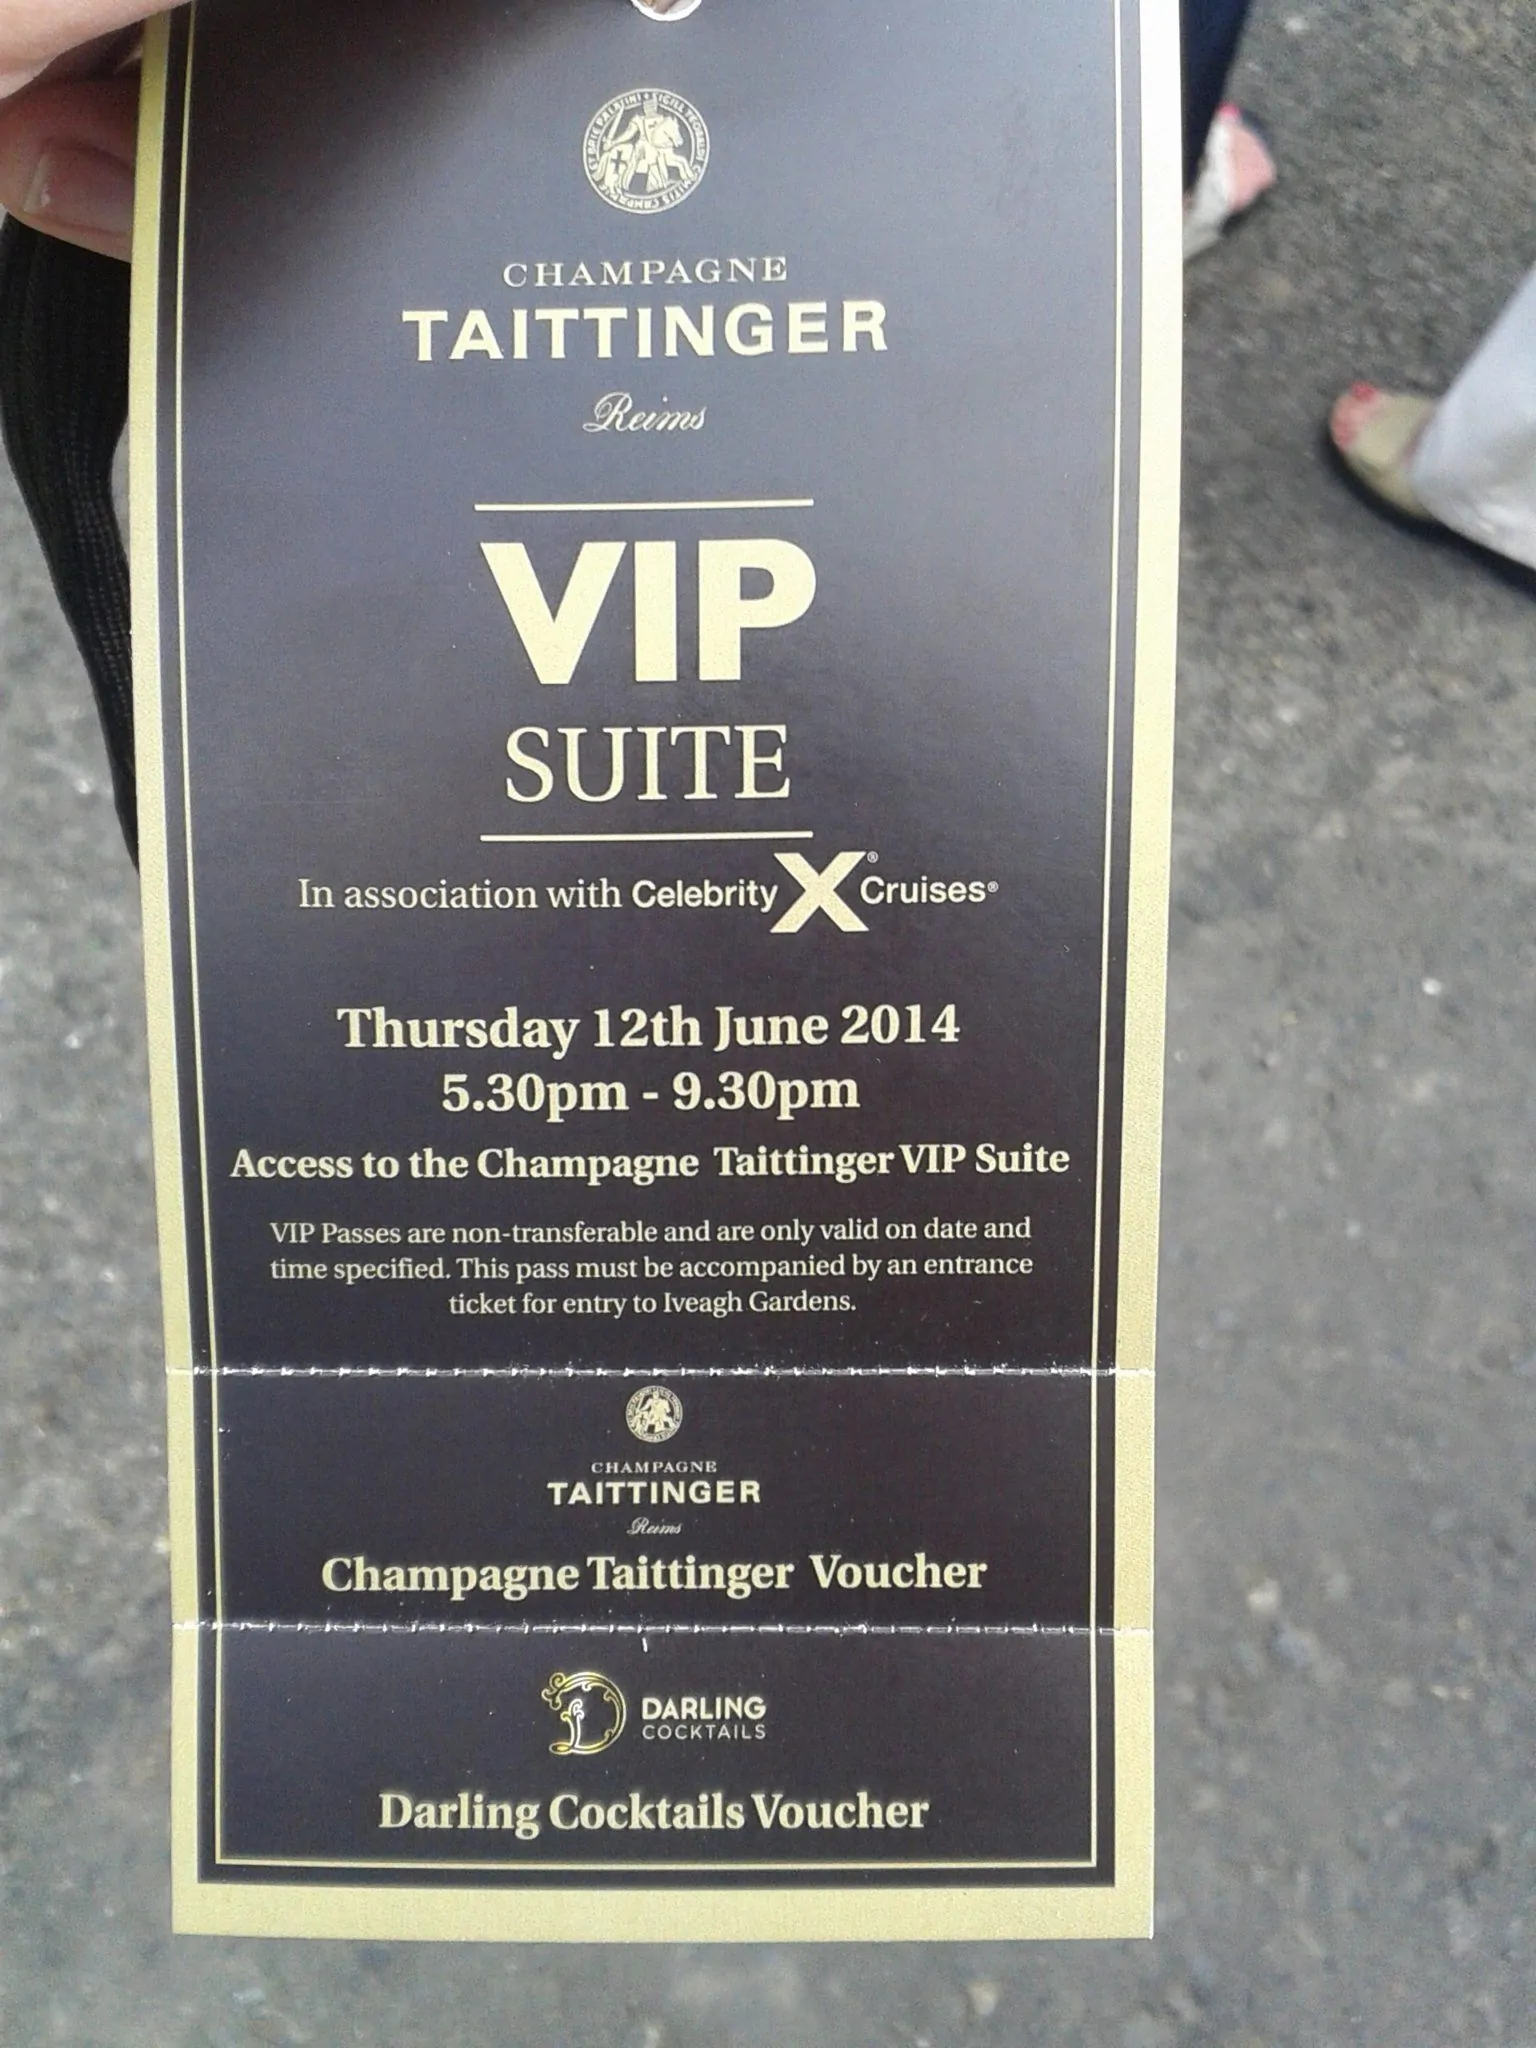 CHAMPAGNE
TAITTINGER
Reims
VIP
SUITE
In association with Celebrity X® Cruises®
Thursday 12th June 2014
5.30pm - 9.30pm
Access to the Champagne Taittinger VIP Suite
VIP Passes are non-transferable and are only valid on date and
time specified. This pass must be accompanied by an entrance
ticket for entry to Iveagh Gardens.
CHAMPAGNE
TAITTINGER
Reims
Champagne Taittinger Voucher
D DARLING
COCKTAILS
Darling Cocktails Voucher